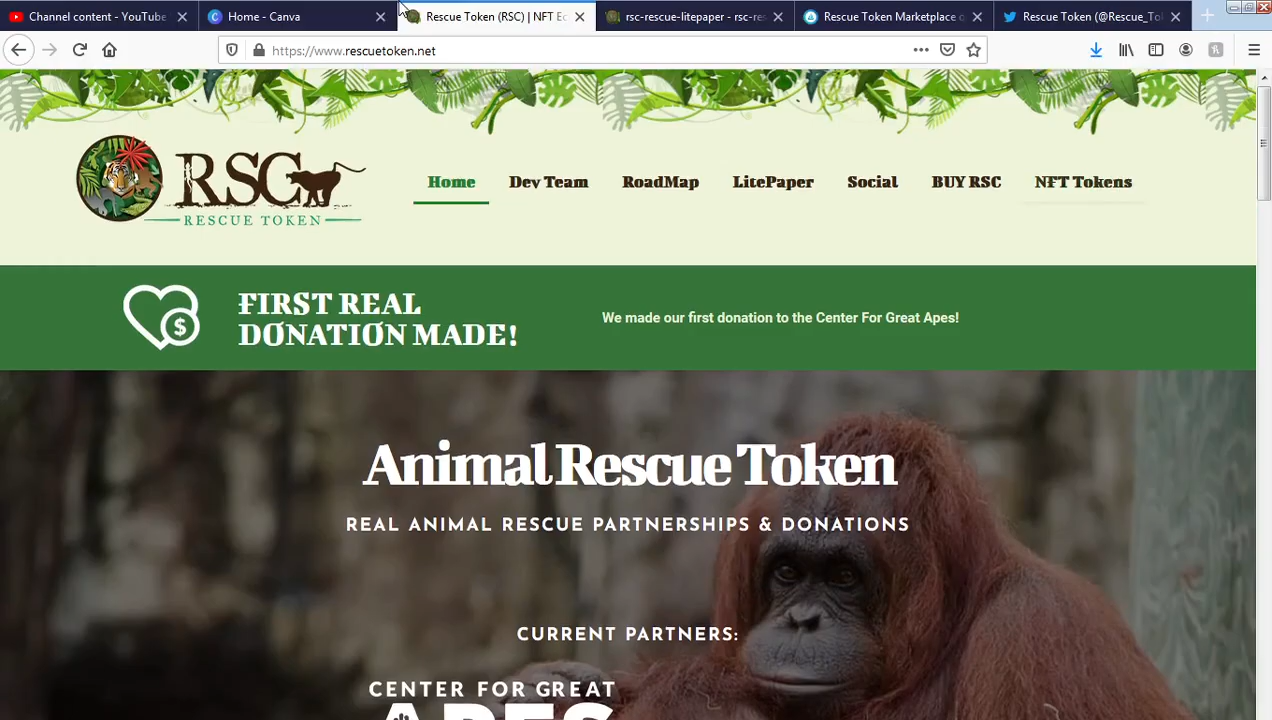 Channel content - YouTube
Home - Canva
Rescue Token (RSC) | NFT Ec
rsc-rescue-litepaper - rsc-res
Rescue Token Marketplace o
Rescue Token (@Rescue_Tok
https://www.rescuetoken.net
RSC
RESCUE TOKEN
Home
Dev Team
RoadMap
LitePaper
Social
BUY RSC
NFT Tokens
FIRST REAL
DONATION MADE!
We made our first donation to the Center For Great Apes!
Animal Rescue Token
REAL ANIMAL RESCUE PARTNERSHIPS & DONATIONS
CURRENT PARTNERS:
CENTER FOR GREAT
APES